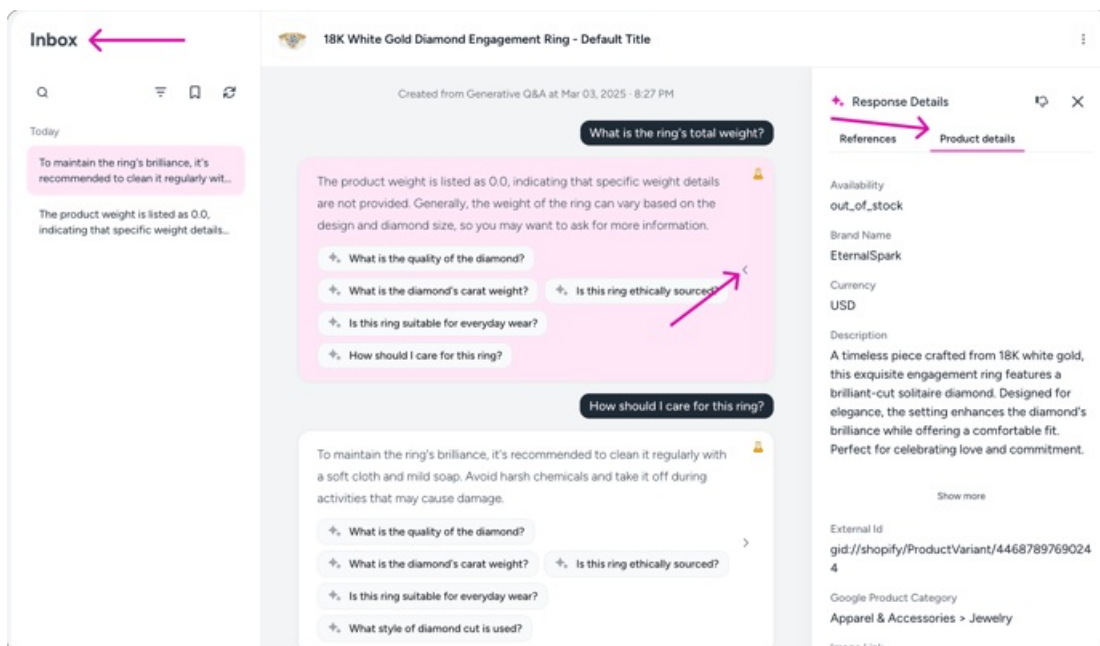 Inbox
Today
To maintain the ring's brilliance, it's
recommended to clean it regularly wit...
The product weight is listed as 0.0,
indicating that specific weight details...
18K White Gold Diamond Engagement Ring - Default Title
Created from Generative Q&A at Mar 03, 2025 · 8:27 PM
What is the ring's total weight?
The product weight is listed as 0.0, indicating that specific weight details
are not provided. Generally, the weight of the ring can vary based on the
design and diamond size, so you may want to ask for more information.
What is the quality of the diamond?
What is the diamond's carat weight?
Is this ring ethically sourced?
Is this ring suitable for everyday wear?
How should I care for this ring?
How should I care for this ring?
To maintain the ring's brilliance, it's recommended to clean it regularly with
a soft cloth and mild soap. Avoid harsh chemicals and take it off during
activities that may cause damage.
What is the quality of the diamond?
What is the diamond's carat weight?
Is this ring ethically sourced?
Is this ring suitable for everyday wear?
What style of diamond cut is used?
Response Details
References
Product details
Availability
out_of_stock
Brand Name
EternalSpark
Currency
USD
Description
A timeless piece crafted from 18K white gold,
this exquisite engagement ring features a
brilliant-cut solitaire diamond. Designed for
elegance, the setting enhances the diamond's
brilliance while offering a comfortable fit.
Perfect for celebrating love and commitment.
Show more
External Id
gid://shopify/ProductVariant/4468789769024
4
Google Product Category
Apparel & Accessories > Jewelry